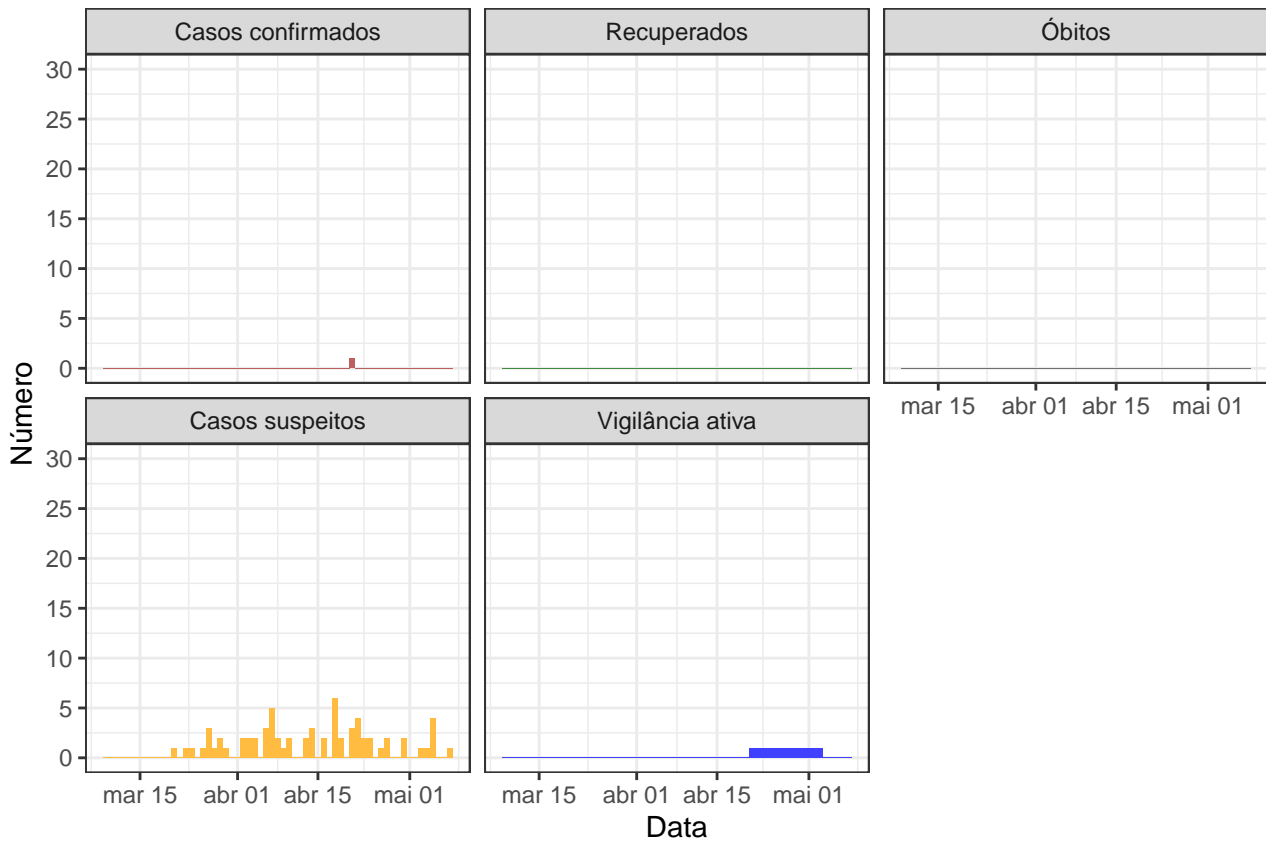 Casos confirmados
Recuperados
Óbitos
30
25
20
15
10
5
0
mar 15 abr 01 abr 15 mai 01
Número
Casos suspeitos
Vigilância ativa
30
25
20
15
10
5
0
mar 15 abr 01 abr 15 mai 01
mar 15 abr 01 abr 15 mai 01
Data